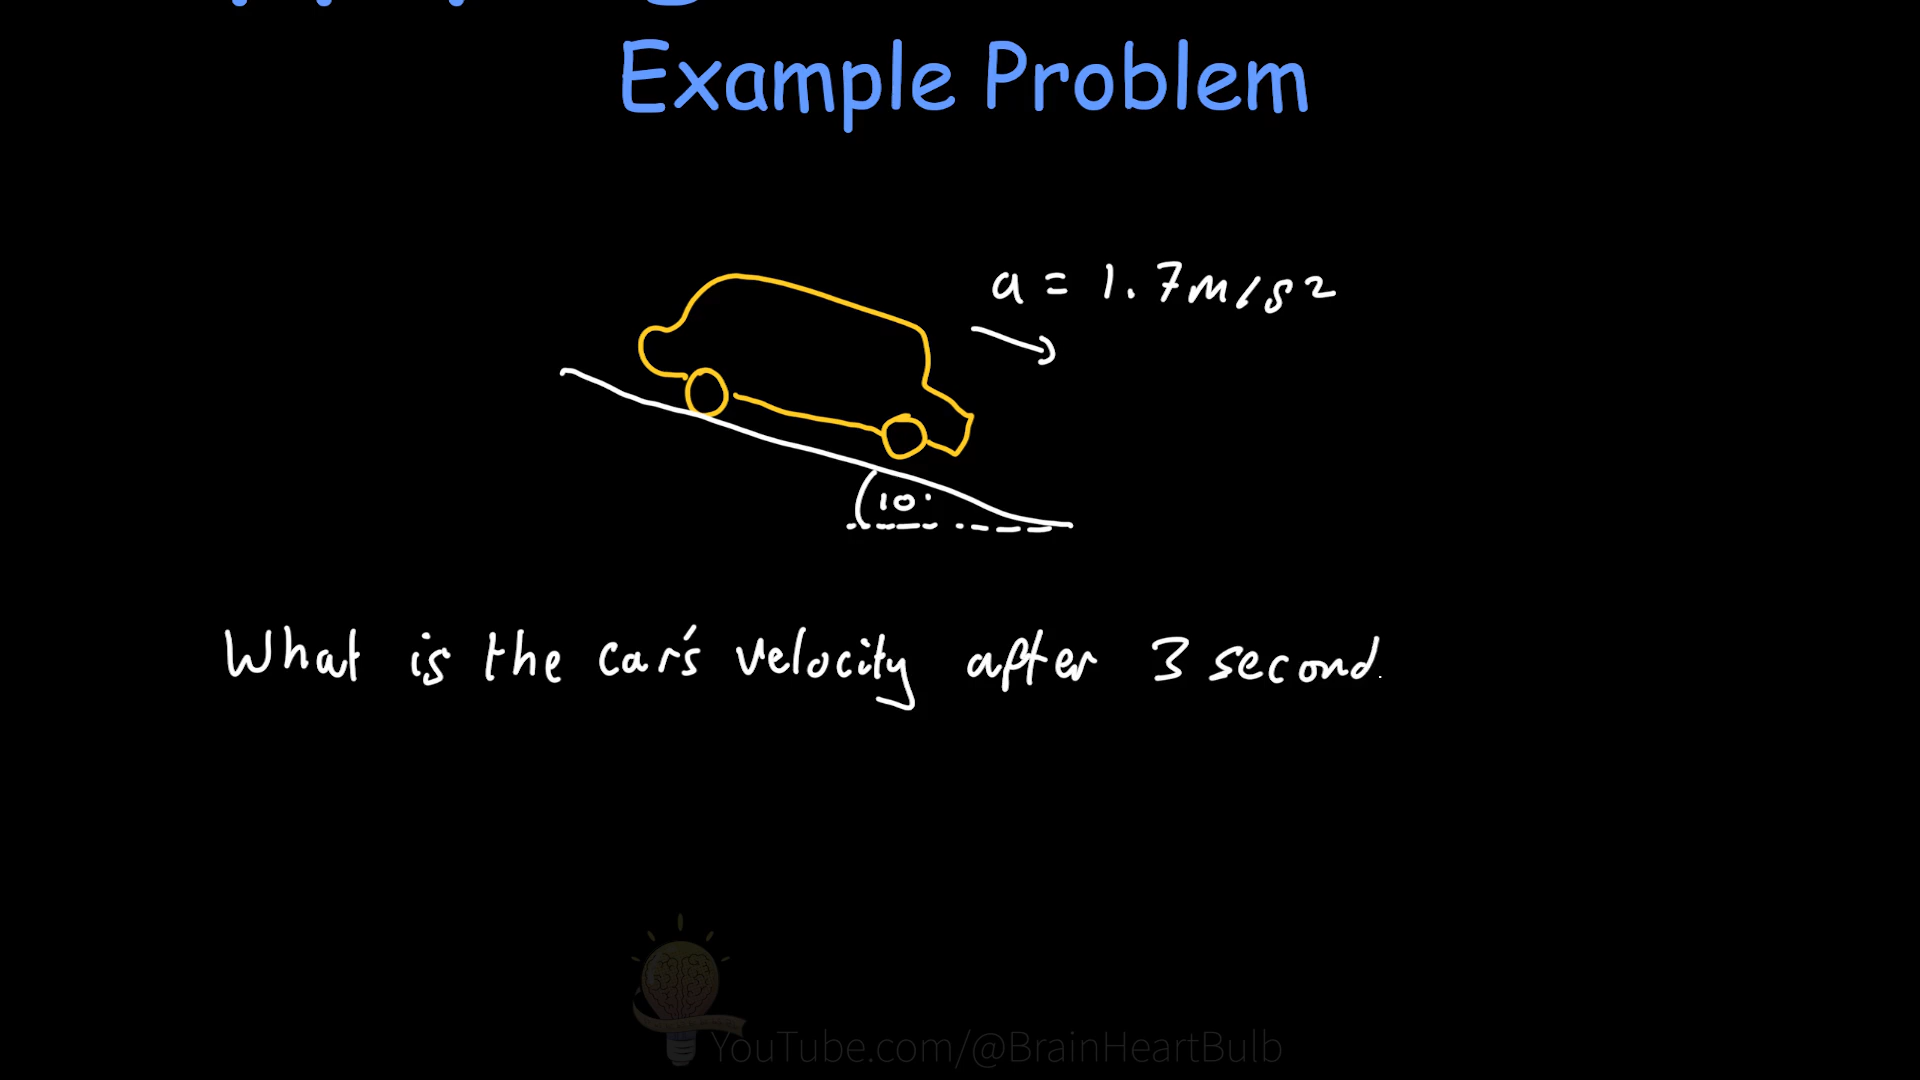 Example Problem
a = 1.7m/s2
10°
What is the car's velocity after 3 second.
YouTube.com/@BrainHeartBulb